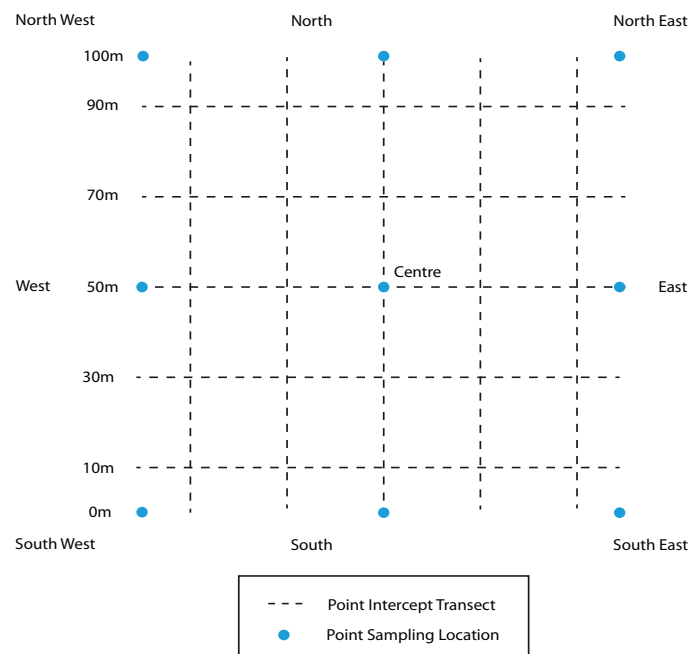 North West North North East
100m
90m
70m
Centre
West 50m East
30m
10m
0m
South West South South East
Point Intercept Transect
Point Sampling Location